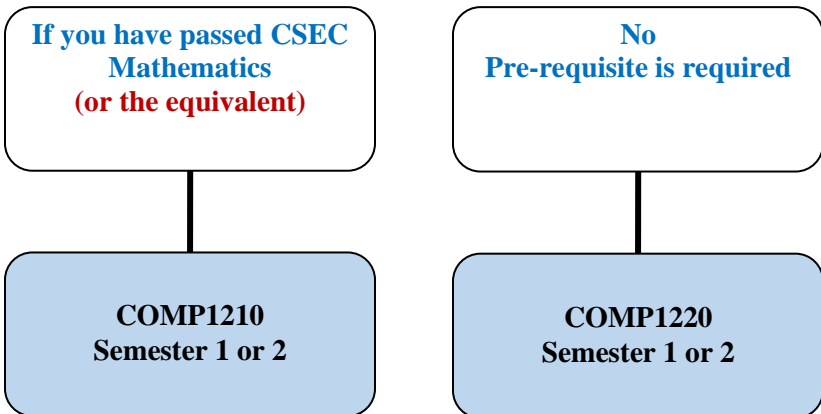 If you have passed CSEC
Mathematics
(or the equivalent)
No
Pre-requisite is required
COMP1210
Semester 1 or 2
COMP1220
Semester 1 or 2